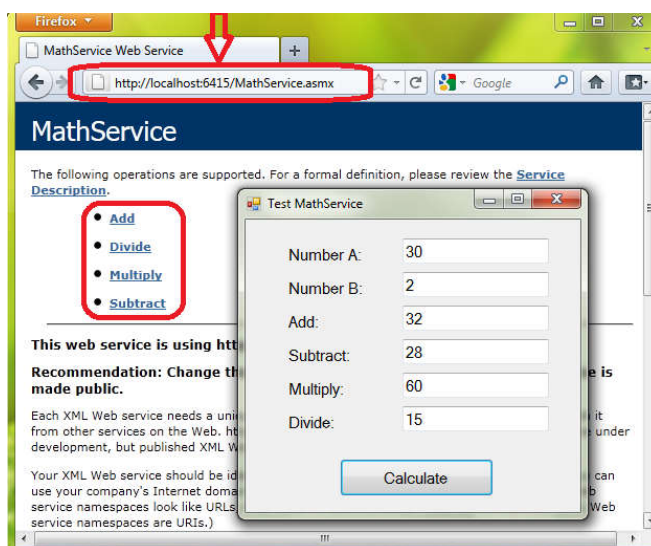 Firefox
MathService Web Service
+
http://localhost:6415/MathService.asmx
Google
MathService
The following operations are supported. For a formal definition, please review the Service
Description.
Add
Divide
Multiply
Subtract
This web service is using htt
Recommendation: Change th
e is
made public.
Each XML Web service needs a uni
it
from other services on the Web. ht
under
development, but published XML W
Your XML Web service should be id
can
use your company's Internet doma
b
service namespaces look like URLs
Web
service namespaces are URIs.)
Test MathService
Number A:
30
Number B:
2
Add:
32
Subtract:
28
Multiply:
60
Divide:
15
Calculate